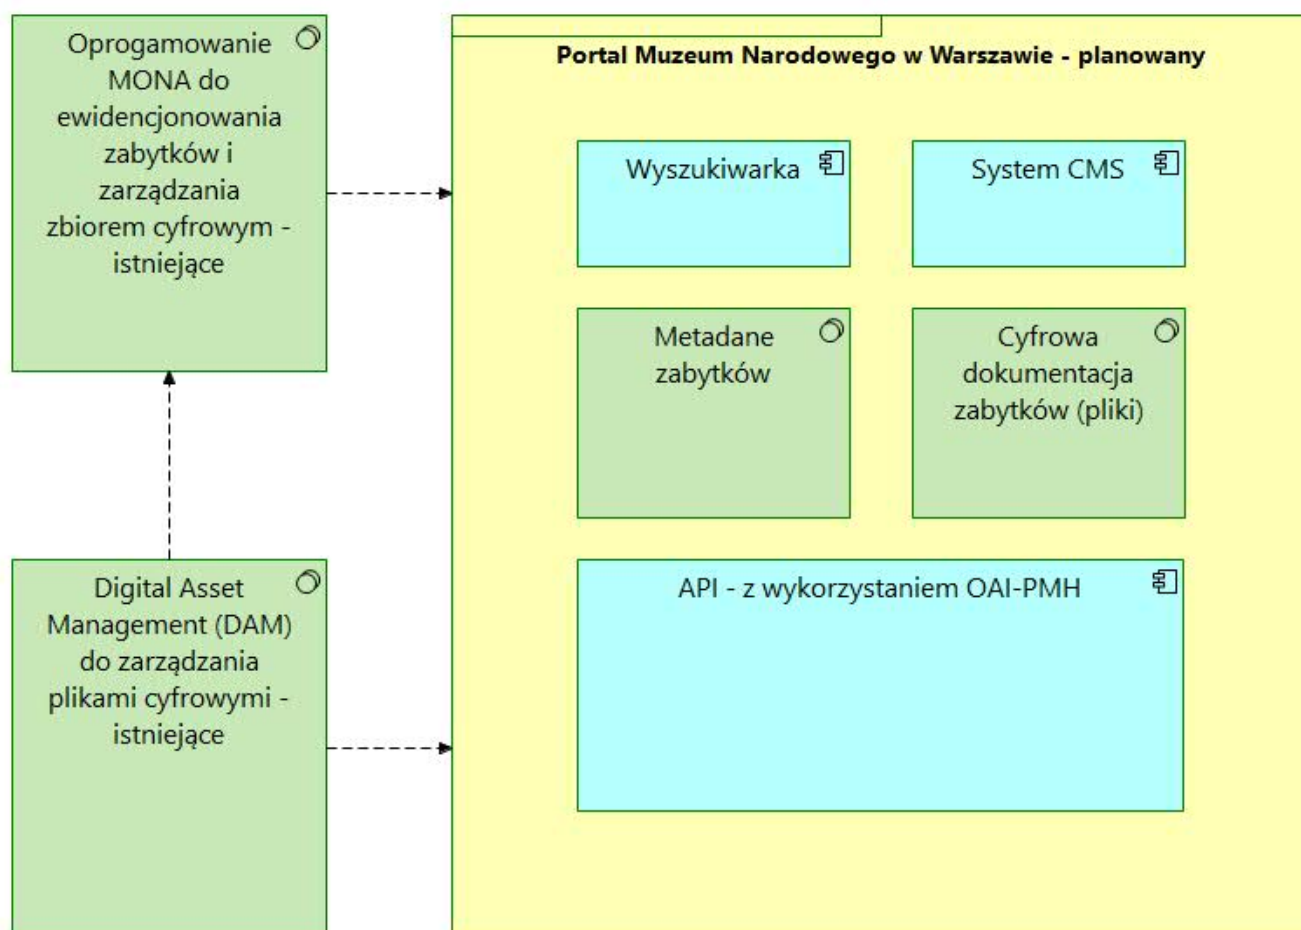 Oprogamowanie
MONA do
ewidencjonowania
zabytków i
zarządzania
zbiorem cyfrowym -
istniejące
Portal Muzeum Narodowego w Warszawie - planowany
Wyszukiwarka
System CMS
Metadane
zabytków
Cyfrowa
dokumentacja
zabytków (pliki)
Digital Asset
Management (DAM)
do zarządzania
plikami cyfrowymi -
istniejące
API - z wykorzystaniem OAI-PMH